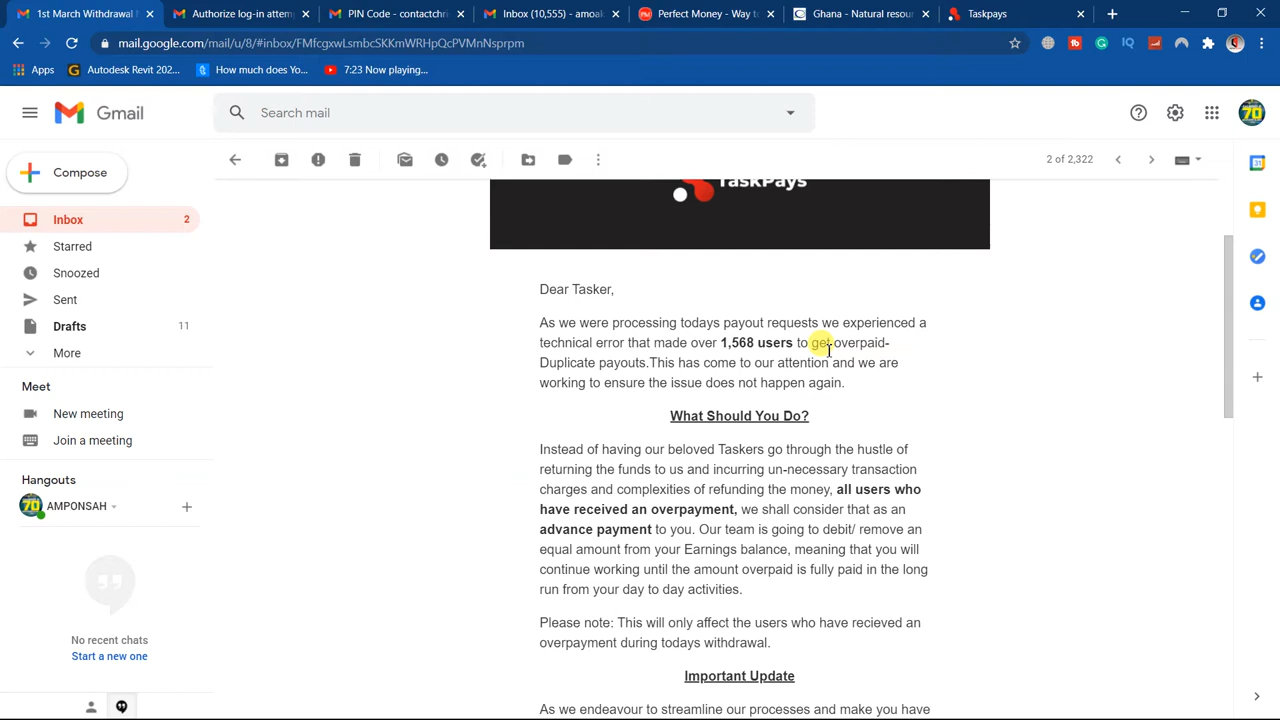 1st March Withdrawal
Authorize log-in attem
PIN Code - contactchri
Inbox (10,555) - amoak
Perfect Money - Way to
Ghana - Natural resour
Taskpays
mail.google.com/mail/u/8/#inbox/FMfcgxwLsmbcSKKmWRHpQcPVMnNsprpm
Apps
Autodesk Revit 202...
How much does Yo...
7:23 Now playing...
Gmail
Search mail
70
Compose
2 of 2,322
Inbox 2
Starred
Snoozed
Sent
Drafts 11
More
Meet
New meeting
Join a meeting
Hangouts
AMPONSAH
No recent chats
Start a new one
TaskPays
Dear Tasker,
As we were processing todays payout requests we experienced a
technical error that made over 1,568 users to get overpaid-
Duplicate payouts.This has come to our attention and we are
working to ensure the issue does not happen again.
What Should You Do?
Instead of having our beloved Taskers go through the hustle of
returning the funds to us and incurring un-necessary transaction
charges and complexities of refunding the money, all users who
have received an overpayment, we shall consider that as an
advance payment to you. Our team is going to debit/ remove an
equal amount from your Earnings balance, meaning that you will
continue working until the amount overpaid is fully paid in the long
run from your day to day activities.
Please note: This will only affect the users who have recieved an
overpayment during todays withdrawal.
Important Update
As we endeavour to streamline our processes and make you have